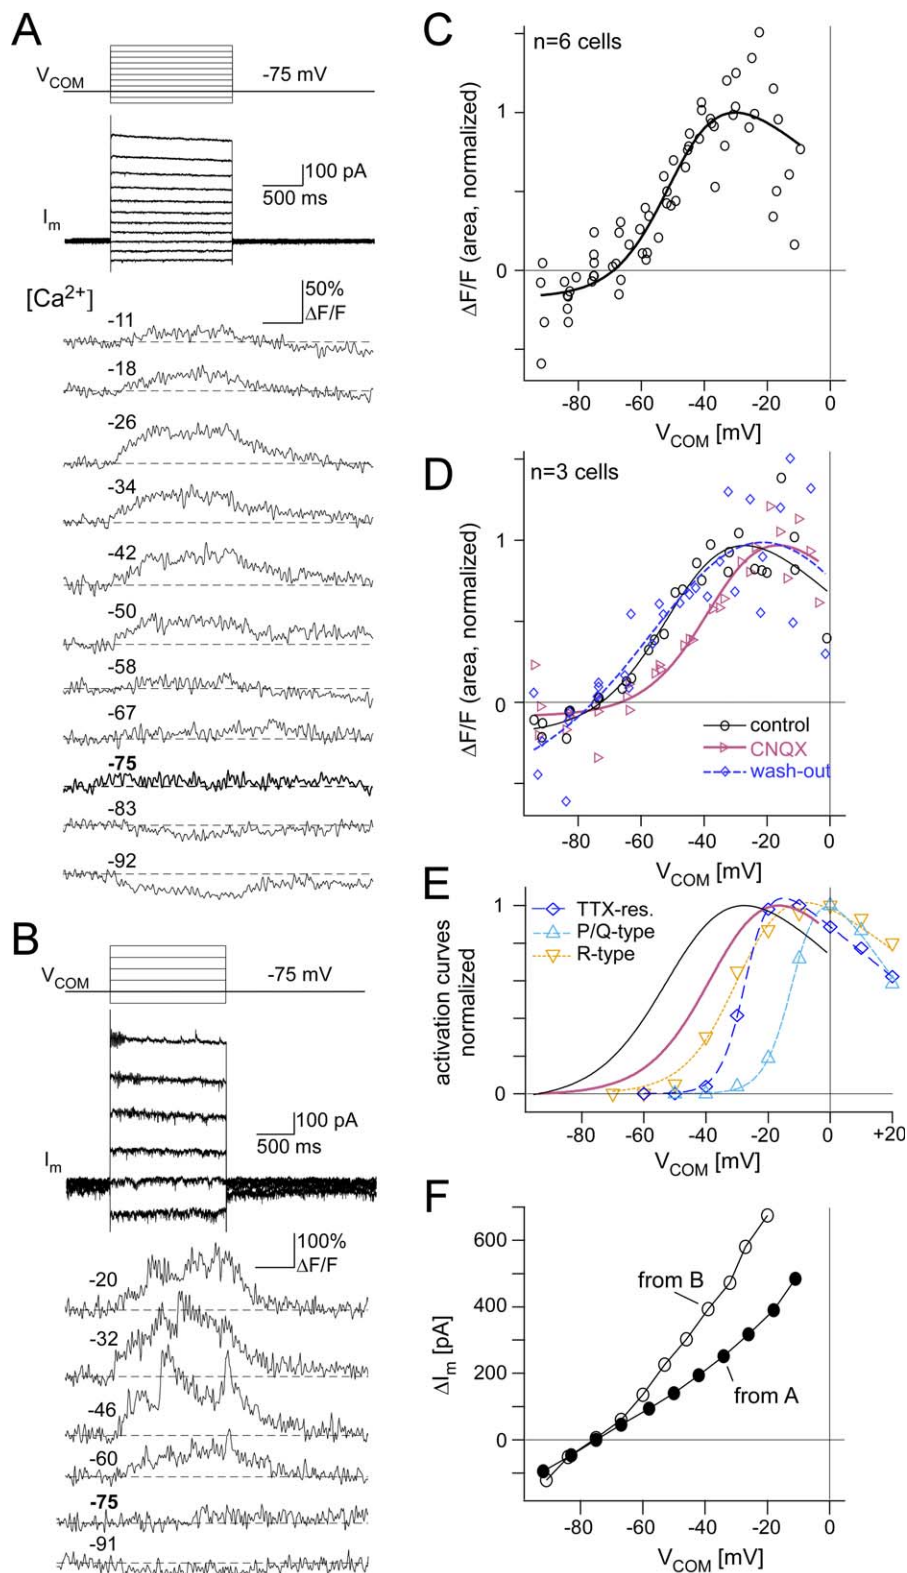 A
V_COM
-75 mV
100 pA
500 ms
I_m
[Ca²⁺]
50%
ΔF/F
-11
-18
-26
-34
-42
-50
-58
-67
-75
-83
-92
B
V_COM
-75 mV
100 pA
500 ms
I_m
100%
ΔF/F
-20
-32
-46
-60
-75
-91
C
n=6 cells
ΔF/F (area, normalized)
1
0
-80 -60 -40 -20 0
V_COM [mV]
D
n=3 cells
ΔF/F (area, normalized)
1
0
control
CNQX
wash-out
-80 -60 -40 -20 0
V_COM [mV]
E
activation curves
normalized
1
0
TTX-res.
P/Q-type
R-type
-80 -60 -40 -20 0 +20
V_COM [mV]
F
ΔI_m [pA]
600
400
200
0
from B
from A
-80 -60 -40 -20 0
V_COM [mV]